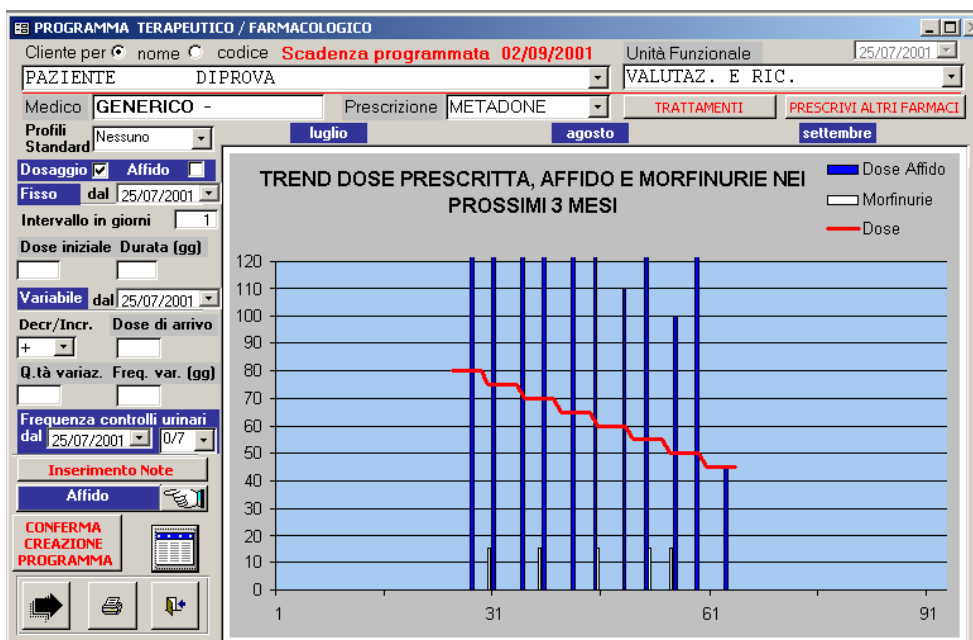 PROGRAMMA TERAPEUTICO / FARMACOLOGICO
Cliente per nome codice Scadenza programmata 02/09/2001 Unità Funzionale 25/07/2001
PAZIENTE DIPROVA VALUTAZ. E RIC.
Medico GENERICO - Prescrizione METADONE TRATTAMENTI PRESCRIVI ALTRI FARMACI
Profili Standard Nessuno
luglio agosto settembre
Dosaggio Affido
Fisso dal 25/07/2001
Intervallo in giorni 1
Dose iniziale Durata (gg)
Variabile dal 25/07/2001
Decr/Incr. Dose di arrivo
+
Q.tà variaz. Freq. var. (gg)
Frequenza controlli urinari
dal 25/07/2001 0/7
Inserimento Note
Affido
CONFERMA
CREAZIONE
PROGRAMMA
TREND DOSE PRESCRITTA, AFFIDO E MORFINURIE NEI
PROSSIMI 3 MESI
Dose Affido
Morfinurie
Dose
120
110
100
90
80
70
60
50
40
30
20
10
0
1 31 61 91